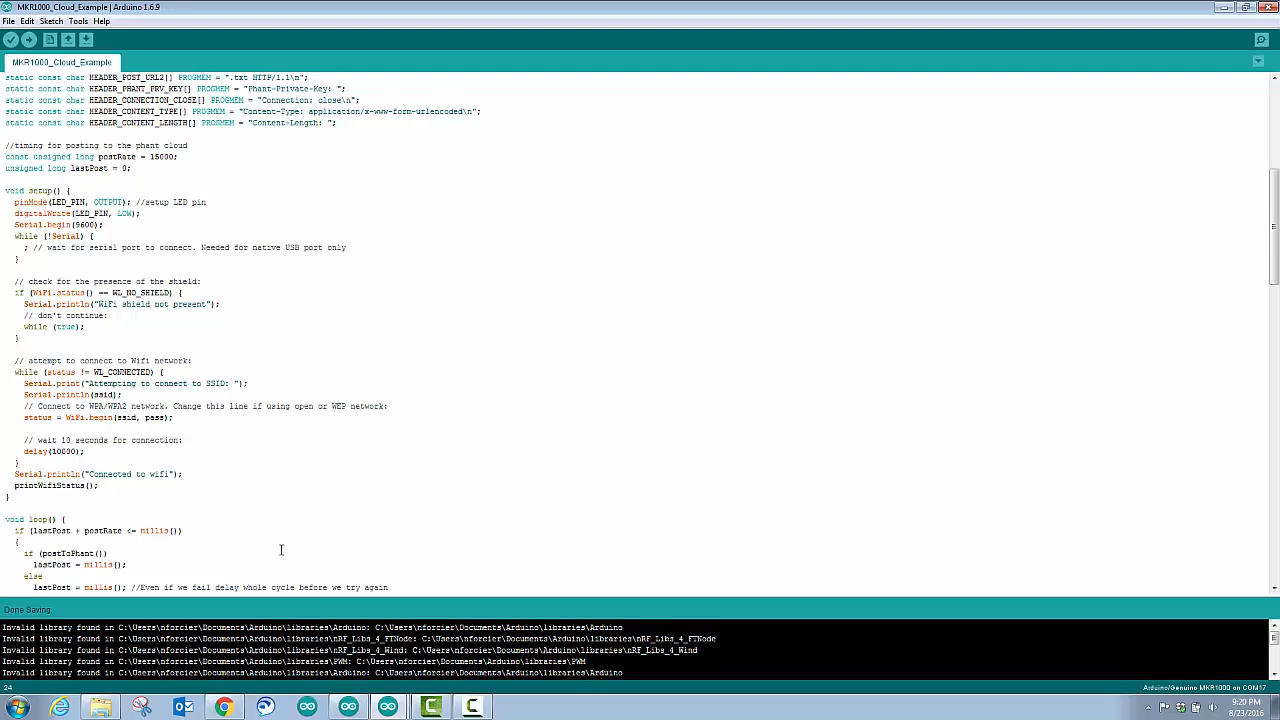 MKR1000_Cloud_Example | Arduino 1.6.9
File Edit Sketch Tools Help
MKR1000_Cloud_Example
static const char HEADER_POST_URL2[] PROGMEM = ".txt HTTP/1.1\n";
static const char HEADER_PHANT_PRV_KEY[] PROGMEM = "Phant-Private-Key: ";
static const char HEADER_CONNECTION_CLOSE[] PROGMEM = "Connection: close\n";
static const char HEADER_CONTENT_TYPE[] PROGMEM = "Content-Type: application/x-www-form-urlencoded\n";
static const char HEADER_CONTENT_LENGTH[] PROGMEM = "Content-Length: ";
//timing for posting to the phant cloud
const unsigned long postRate = 15000;
unsigned long lastPost = 0;
void setup() {
pinMode(LED_PIN, OUTPUT); //setup LED pin
digitalWrite(LED_PIN, LOW);
Serial.begin(9600);
while (!Serial) {
; // wait for serial port to connect. Needed for native USB port only
}
// check for the presence of the shield:
if (WiFi.status() == WL_NO_SHIELD) {
Serial.println("WiFi shield not present");
// don't continue:
while (true);
}
// attempt to connect to Wifi network:
while (status != WL_CONNECTED) {
Serial.print("Attempting to connect to SSID: ");
Serial.println(ssid);
// Connect to WPA/WPA2 network. Change this line if using open or WEP network:
status = WiFi.begin(ssid, pass);
// wait 10 seconds for connection:
delay(10000);
}
Serial.println("Connected to wifi");
printWifiStatus();
}
void loop() {
if (lastPost + postRate <= millis())
{
if (postToPhant())
lastPost = millis();
else
lastPost = millis(); //Even if we fail delay whole cycle before we try again
Done Saving.
Invalid library found in C:\Users\nforcier\Documents\Arduino\libraries\Arduino: C:\Users\nforcier\Documents\Arduino\libraries\Arduino
Invalid library found in C:\Users\nforcier\Documents\Arduino\libraries\nRF_Libs_4_FTNode: C:\Users\nforcier\Documents\Arduino\libraries\nRF_Libs_4_FTNode
Invalid library found in C:\Users\nforcier\Documents\Arduino\libraries\nRF_Libs_4_Wind: C:\Users\nforcier\Documents\Arduino\libraries\nRF_Libs_4_Wind
Invalid library found in C:\Users\nforcier\Documents\Arduino\libraries\PWM: C:\Users\nforcier\Documents\Arduino\libraries\PWM
Invalid library found in C:\Users\nforcier\Documents\Arduino\libraries\Arduino: C:\Users\nforcier\Documents\Arduino\libraries\Arduino
24
Arduino/Genuino MKR1000 on COM17
9:20 PM
8/23/2016